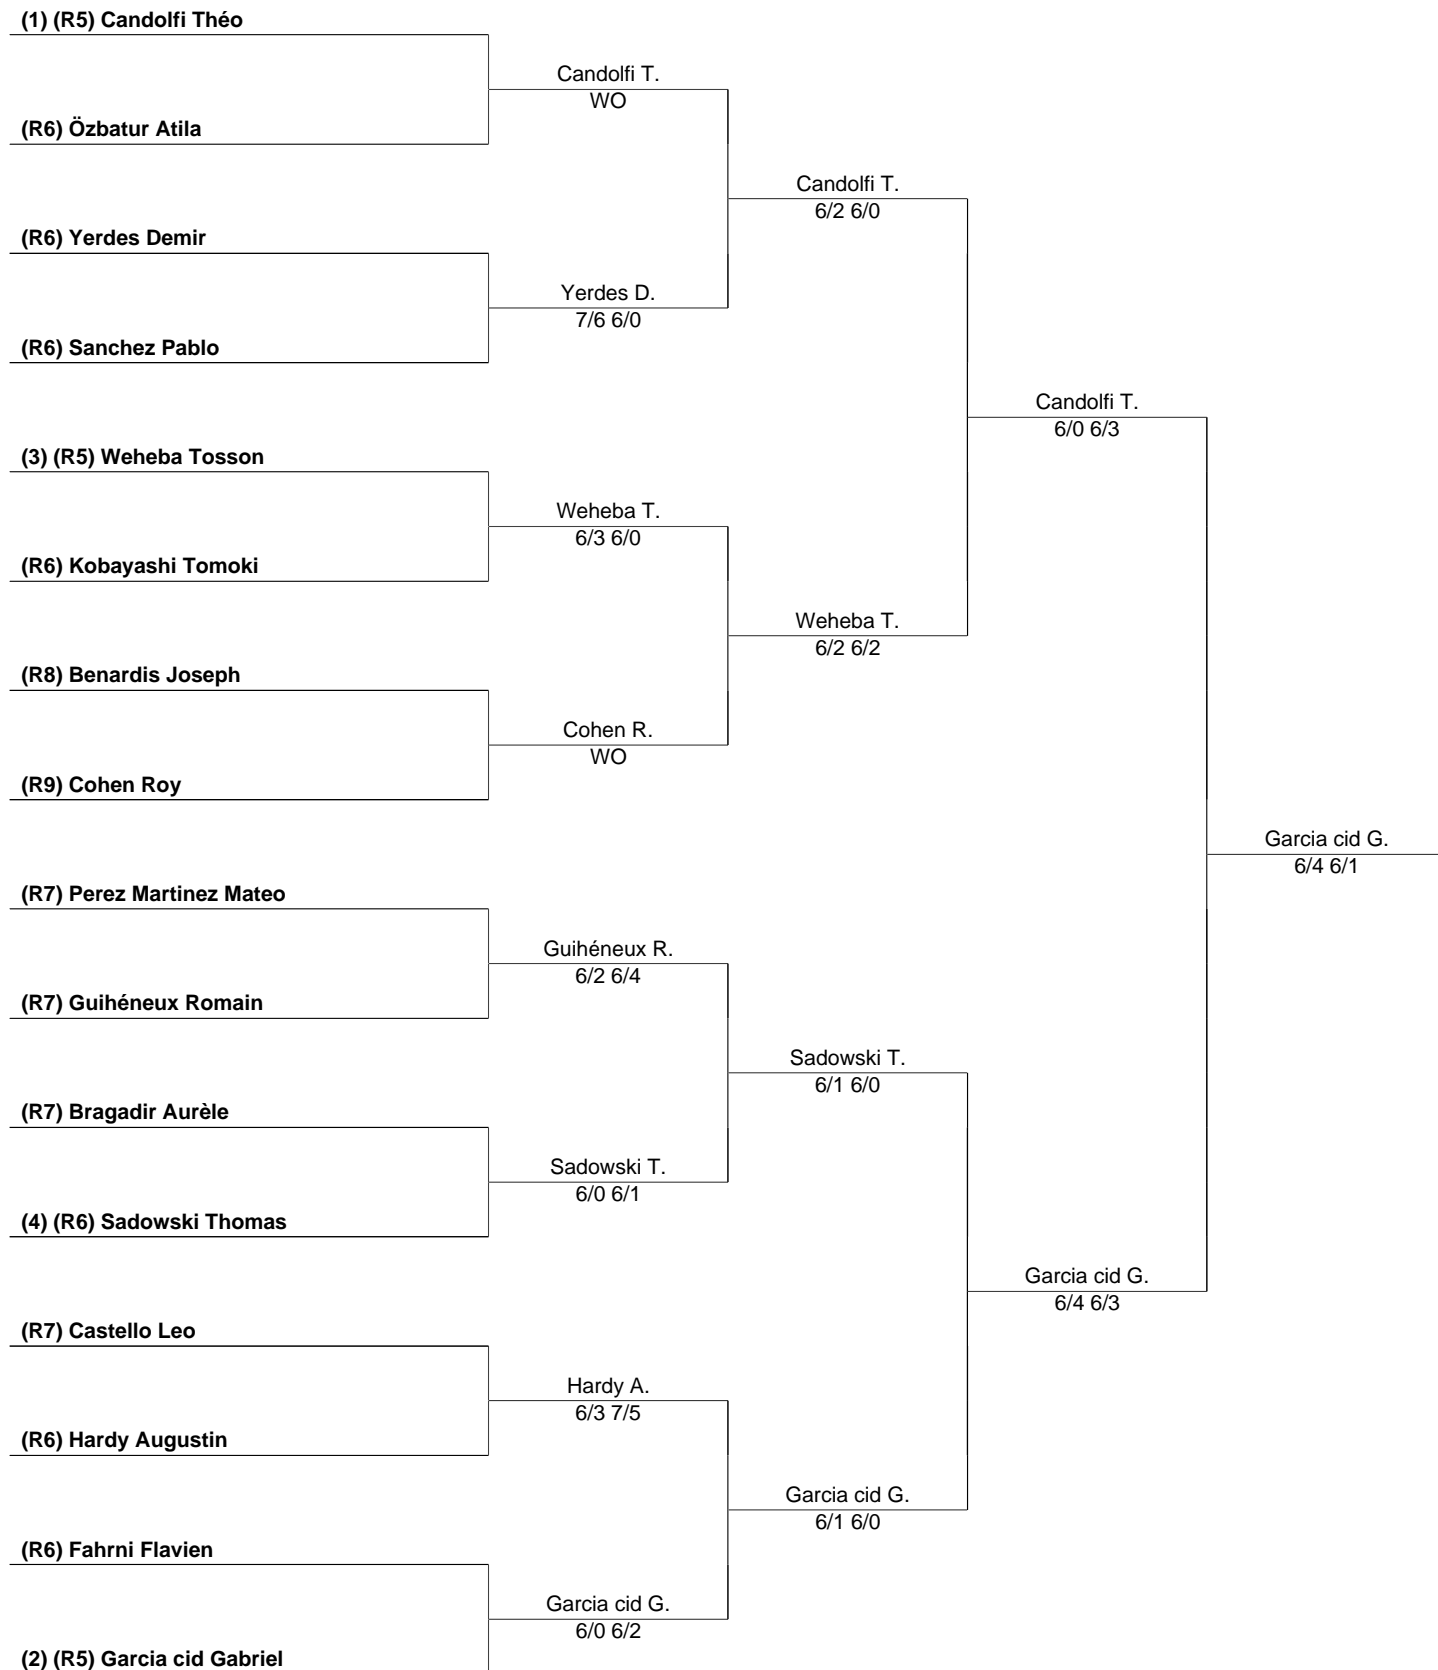 (1) (R5) Candolfi Théo
Candolfi T.
WO
(R6) Özbatur Atila
Candolfi T.
6/2 6/0
(R6) Yerdes Demir
Yerdes D.
7/6 6/0
(R6) Sanchez Pablo
Candolfi T.
6/0 6/3
(3) (R5) Weheba Tosson
Weheba T.
6/3 6/0
(R6) Kobayashi Tomoki
Weheba T.
6/2 6/2
(R8) Benardis Joseph
Cohen R.
WO
(R9) Cohen Roy
Garcia cid G.
6/4 6/1
(R7) Perez Martinez Mateo
Guihéneux R.
6/2 6/4
(R7) Guihéneux Romain
Sadowski T.
6/1 6/0
(R7) Bragadir Aurèle
Sadowski T.
6/0 6/1
(4) (R6) Sadowski Thomas
Garcia cid G.
6/4 6/3
(R7) Castello Leo
Hardy A.
6/3 7/5
(R6) Hardy Augustin
Garcia cid G.
6/1 6/0
(R6) Fahrni Flavien
Garcia cid G.
6/0 6/2
(2) (R5) Garcia cid Gabriel